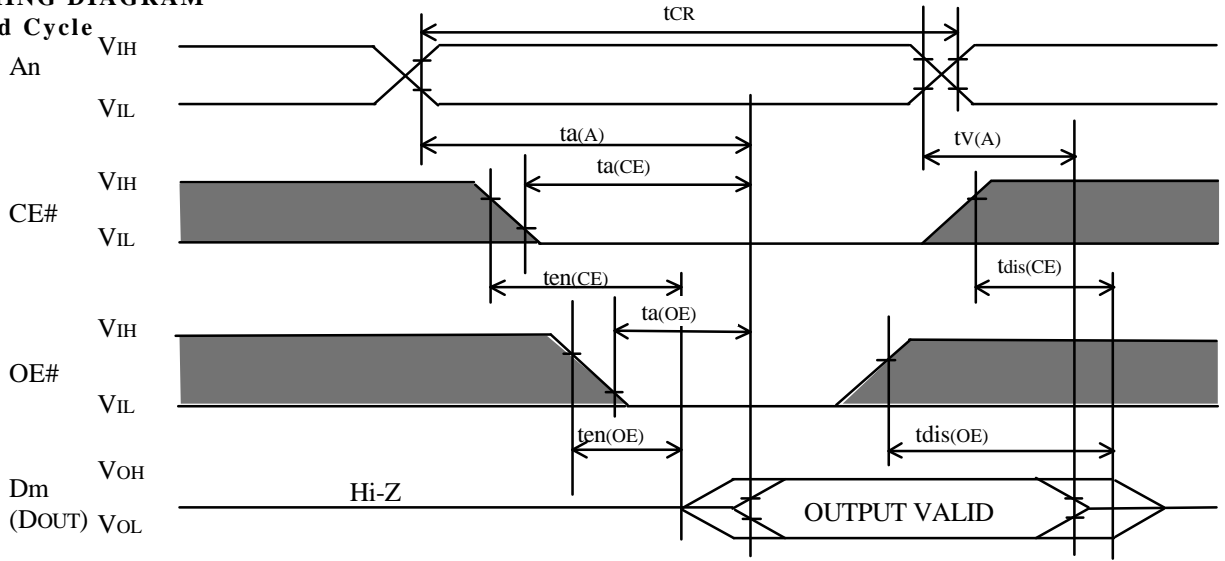 DIAGRAM
Cycle
tCR
VIH
An
VIL
ta(A)
tV(A)
VIH
ta(CE)
CE#
VIL
ten(CE)
tdis(CE)
VIH
ta(OE)
OE#
VIL
ten(OE)
tdis(OE)
VOH
Dm
Hi-Z
(DOUT)
VOL
OUTPUT VALID